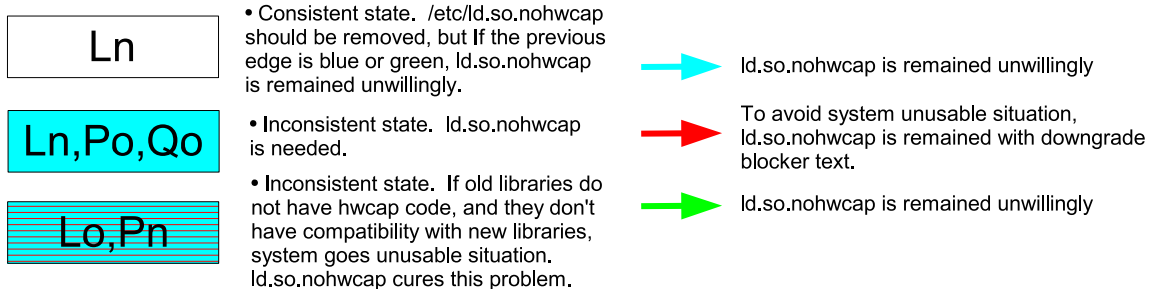 Ln
• Consistent state. /etc/ld.so.nohwcap
should be removed, but If the previous
edge is blue or green, ld.so.nohwcap
is remained unwillingly.
Ln,Po,Qo
• Inconsistent state. ld.so.nohwcap
is needed.
Lo,Pn
• Inconsistent state. If old libraries do
not have hwcap code, and they don't
have compatibility with new libraries,
system goes unusable situation.
ld.so.nohwcap cures this problem.
ld.so.nohwcap is remained unwillingly
To avoid system unusable situation,
ld.so.nohwcap is remained with downgrade
blocker text.
ld.so.nohwcap is remained unwillingly